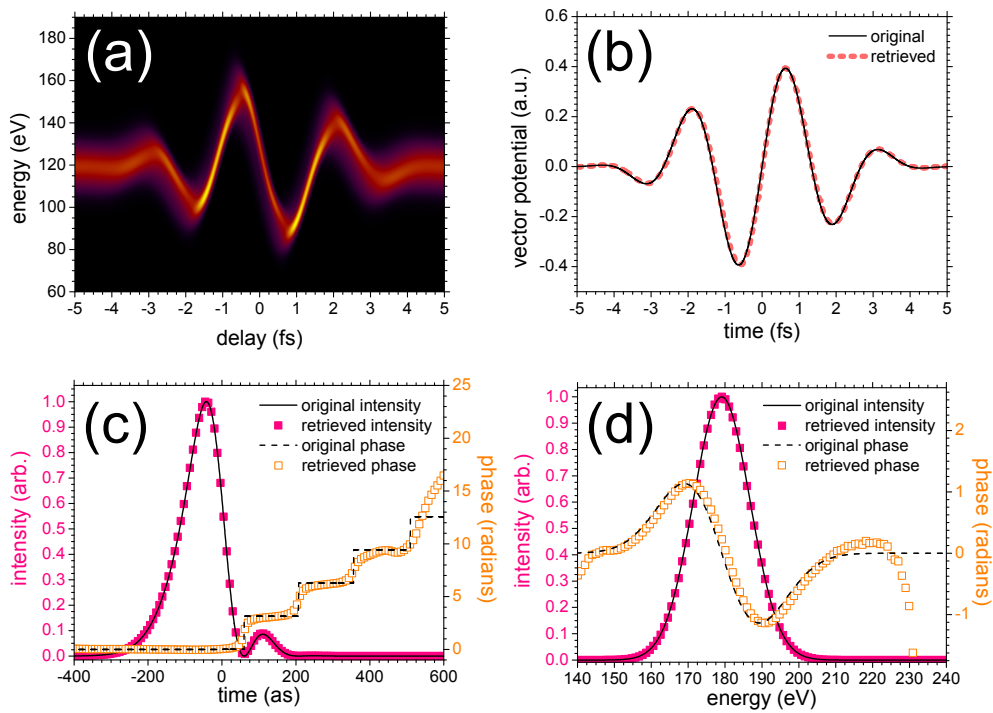 (a)
energy (eV)
180
160
140
120
100
80
60
-5 -4 -3 -2 -1 0 1 2 3 4 5
delay (fs)
(b)
original
retrieved
vector potential (a.u.)
0.6
0.4
0.2
0.0
-0.2
-0.4
-5 -4 -3 -2 -1 0 1 2 3 4 5
time (fs)
(c)
original intensity
retrieved intensity
original phase
retrieved phase
intensity (arb.)
1.0
0.9
0.8
0.7
0.6
0.5
0.4
0.3
0.2
0.1
0.0
-400 -200 0 200 400 600
time (as)
25
20
15
10
5
0
phase (radians)
(d)
original intensity
retrieved intensity
original phase
retrieved phase
intensity (arb.)
1.0
0.9
0.8
0.7
0.6
0.5
0.4
0.3
0.2
0.1
0.0
140 150 160 170 180 190 200 210 220 230 240
energy (eV)
2
1
0
-1
phase (radians)